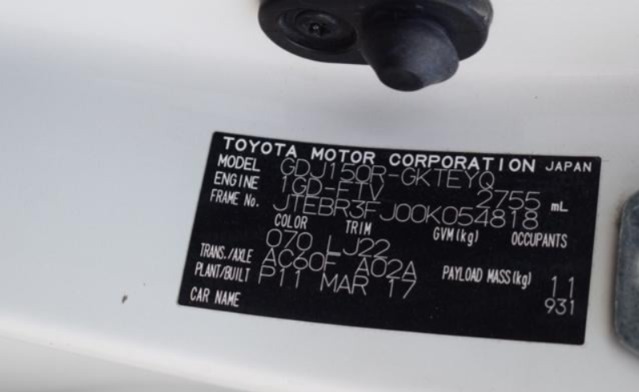 TOYOTA MOTOR CORPORATION JAPAN
MODEL GDJ150R-GKTEYQ
ENGINE 1GD-FTV 2755 mL
FRAME No. JTEBR3FJ00K054818
COLOR TRIM GVM(kg) OCCUPANTS
070 LJ22
TRANS./AXLE AC60F A02A PAYLOAD MASS(kg) 11
PLANT/BUILT P11 MAR 17 931
CAR NAME